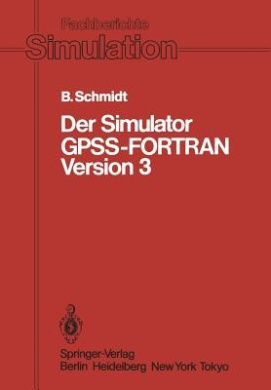 Fachberichte
Simulation
B. Schmidt
Der Simulator
GPSS-FORTRAN
Version 3
Springer-Verlag
Berlin Heidelberg New York Tokyo